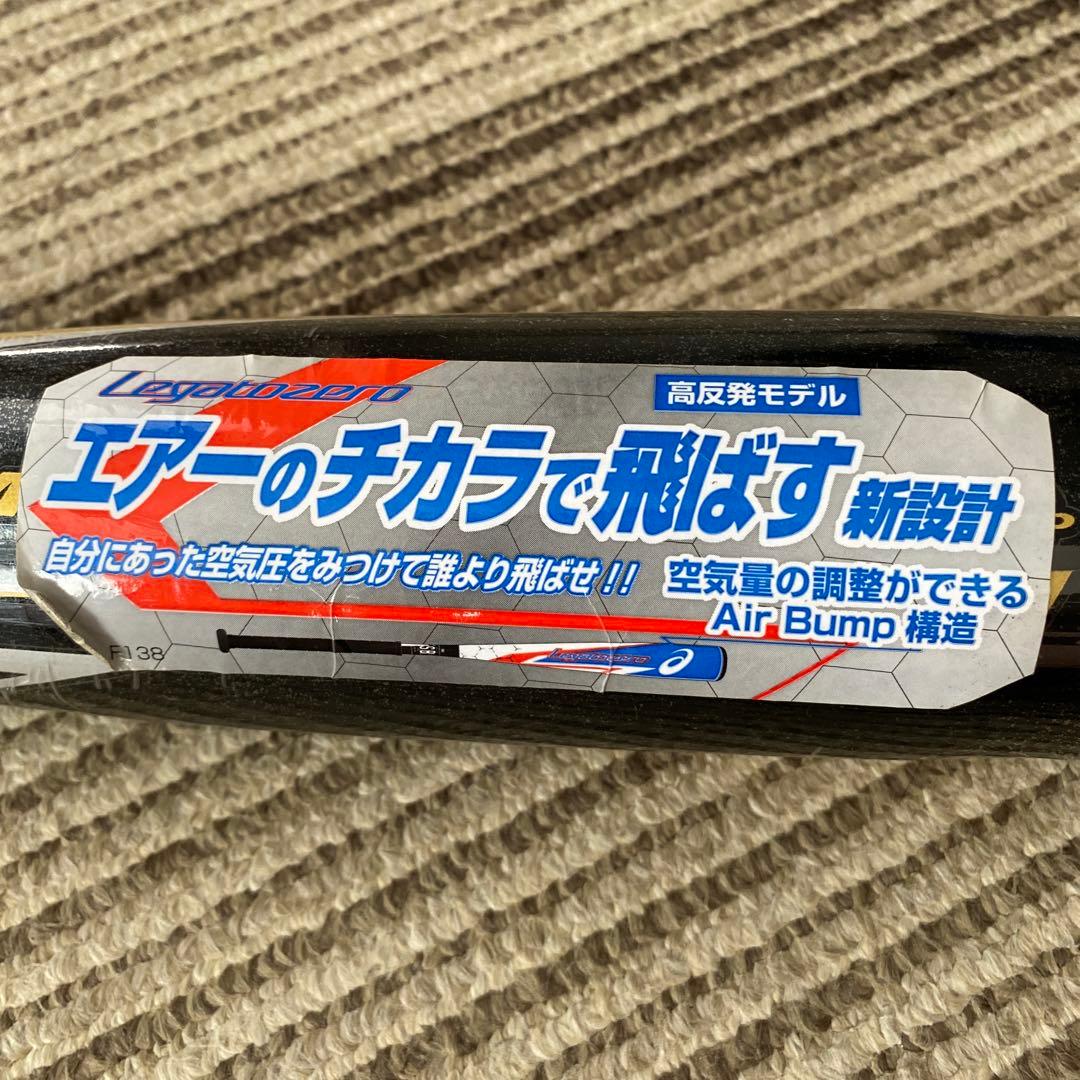 Legatozero
高反発モデル
エアーのチカラで飛ばす 新設計
自分にあった空気圧をみつけて誰より飛ばせ!!
空気量の調整ができる
Air Bump 構造
F138
Legatozero